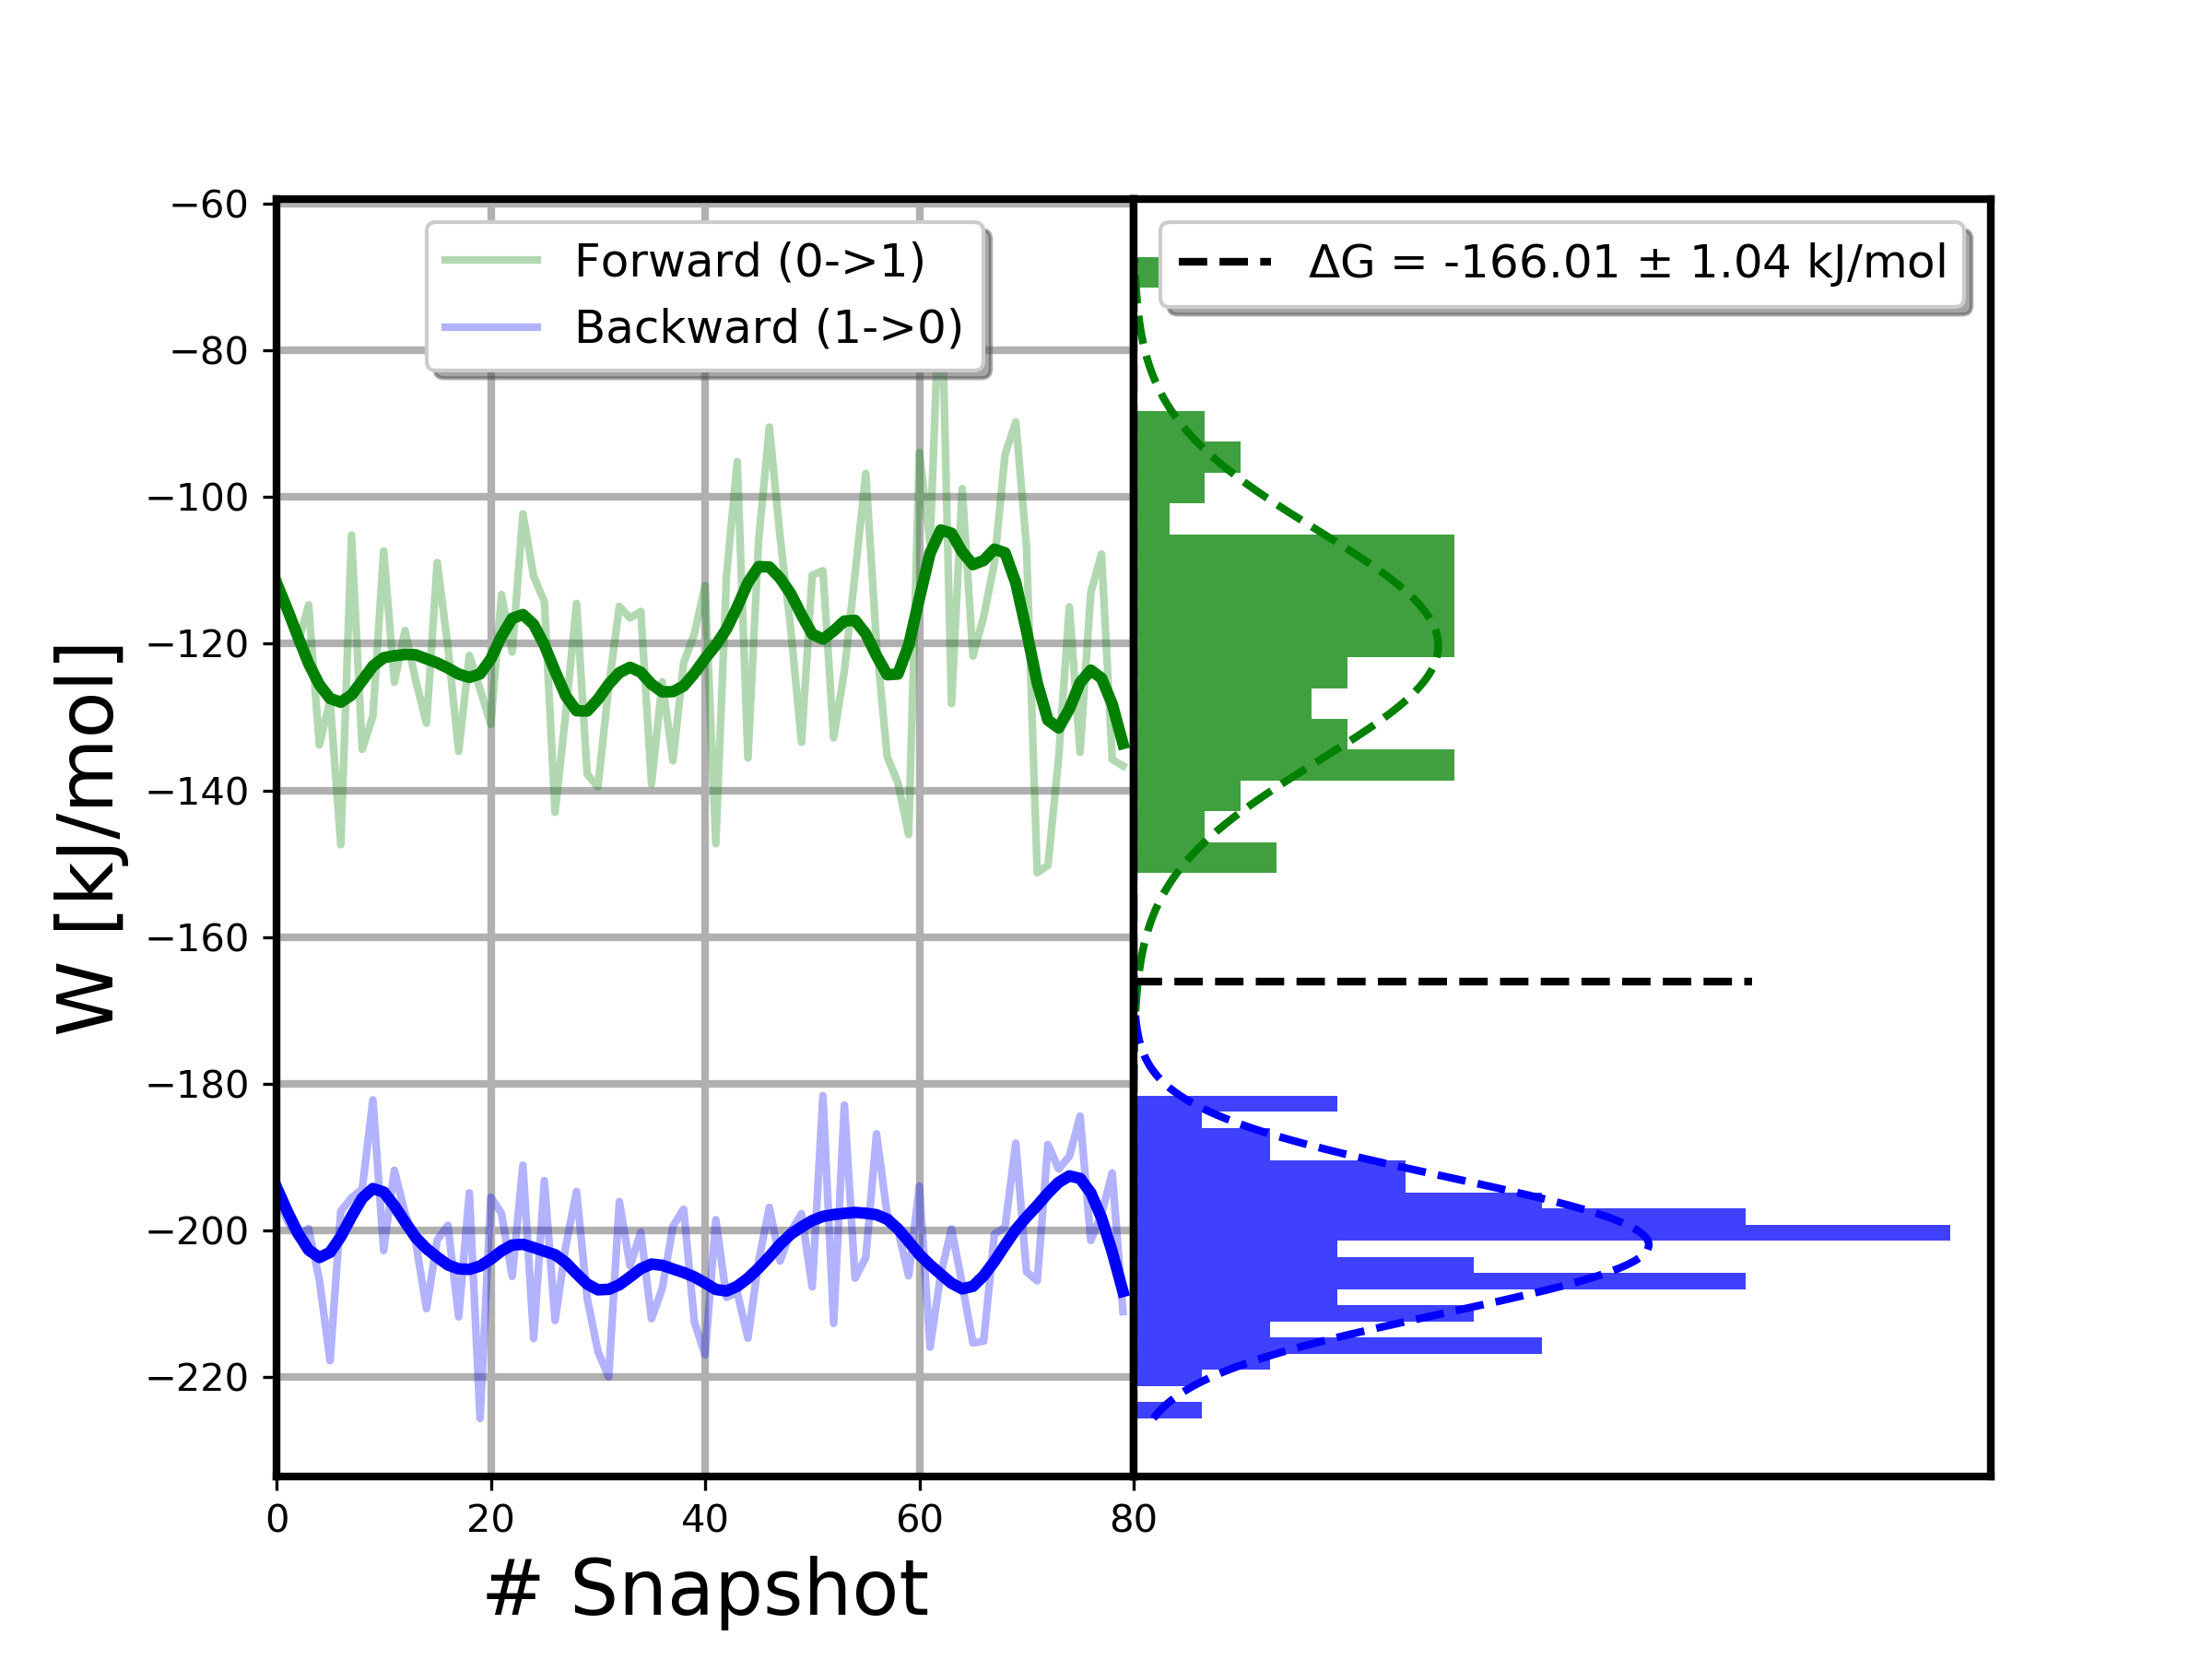 −60
−80
−100
−120
−140
−160
−180
−200
−220
W [kJ/mol]
Forward (0->1)
Backward (1->0)
ΔG = -166.01 ± 1.04 kJ/mol
0 20 40 60 80
# Snapshot